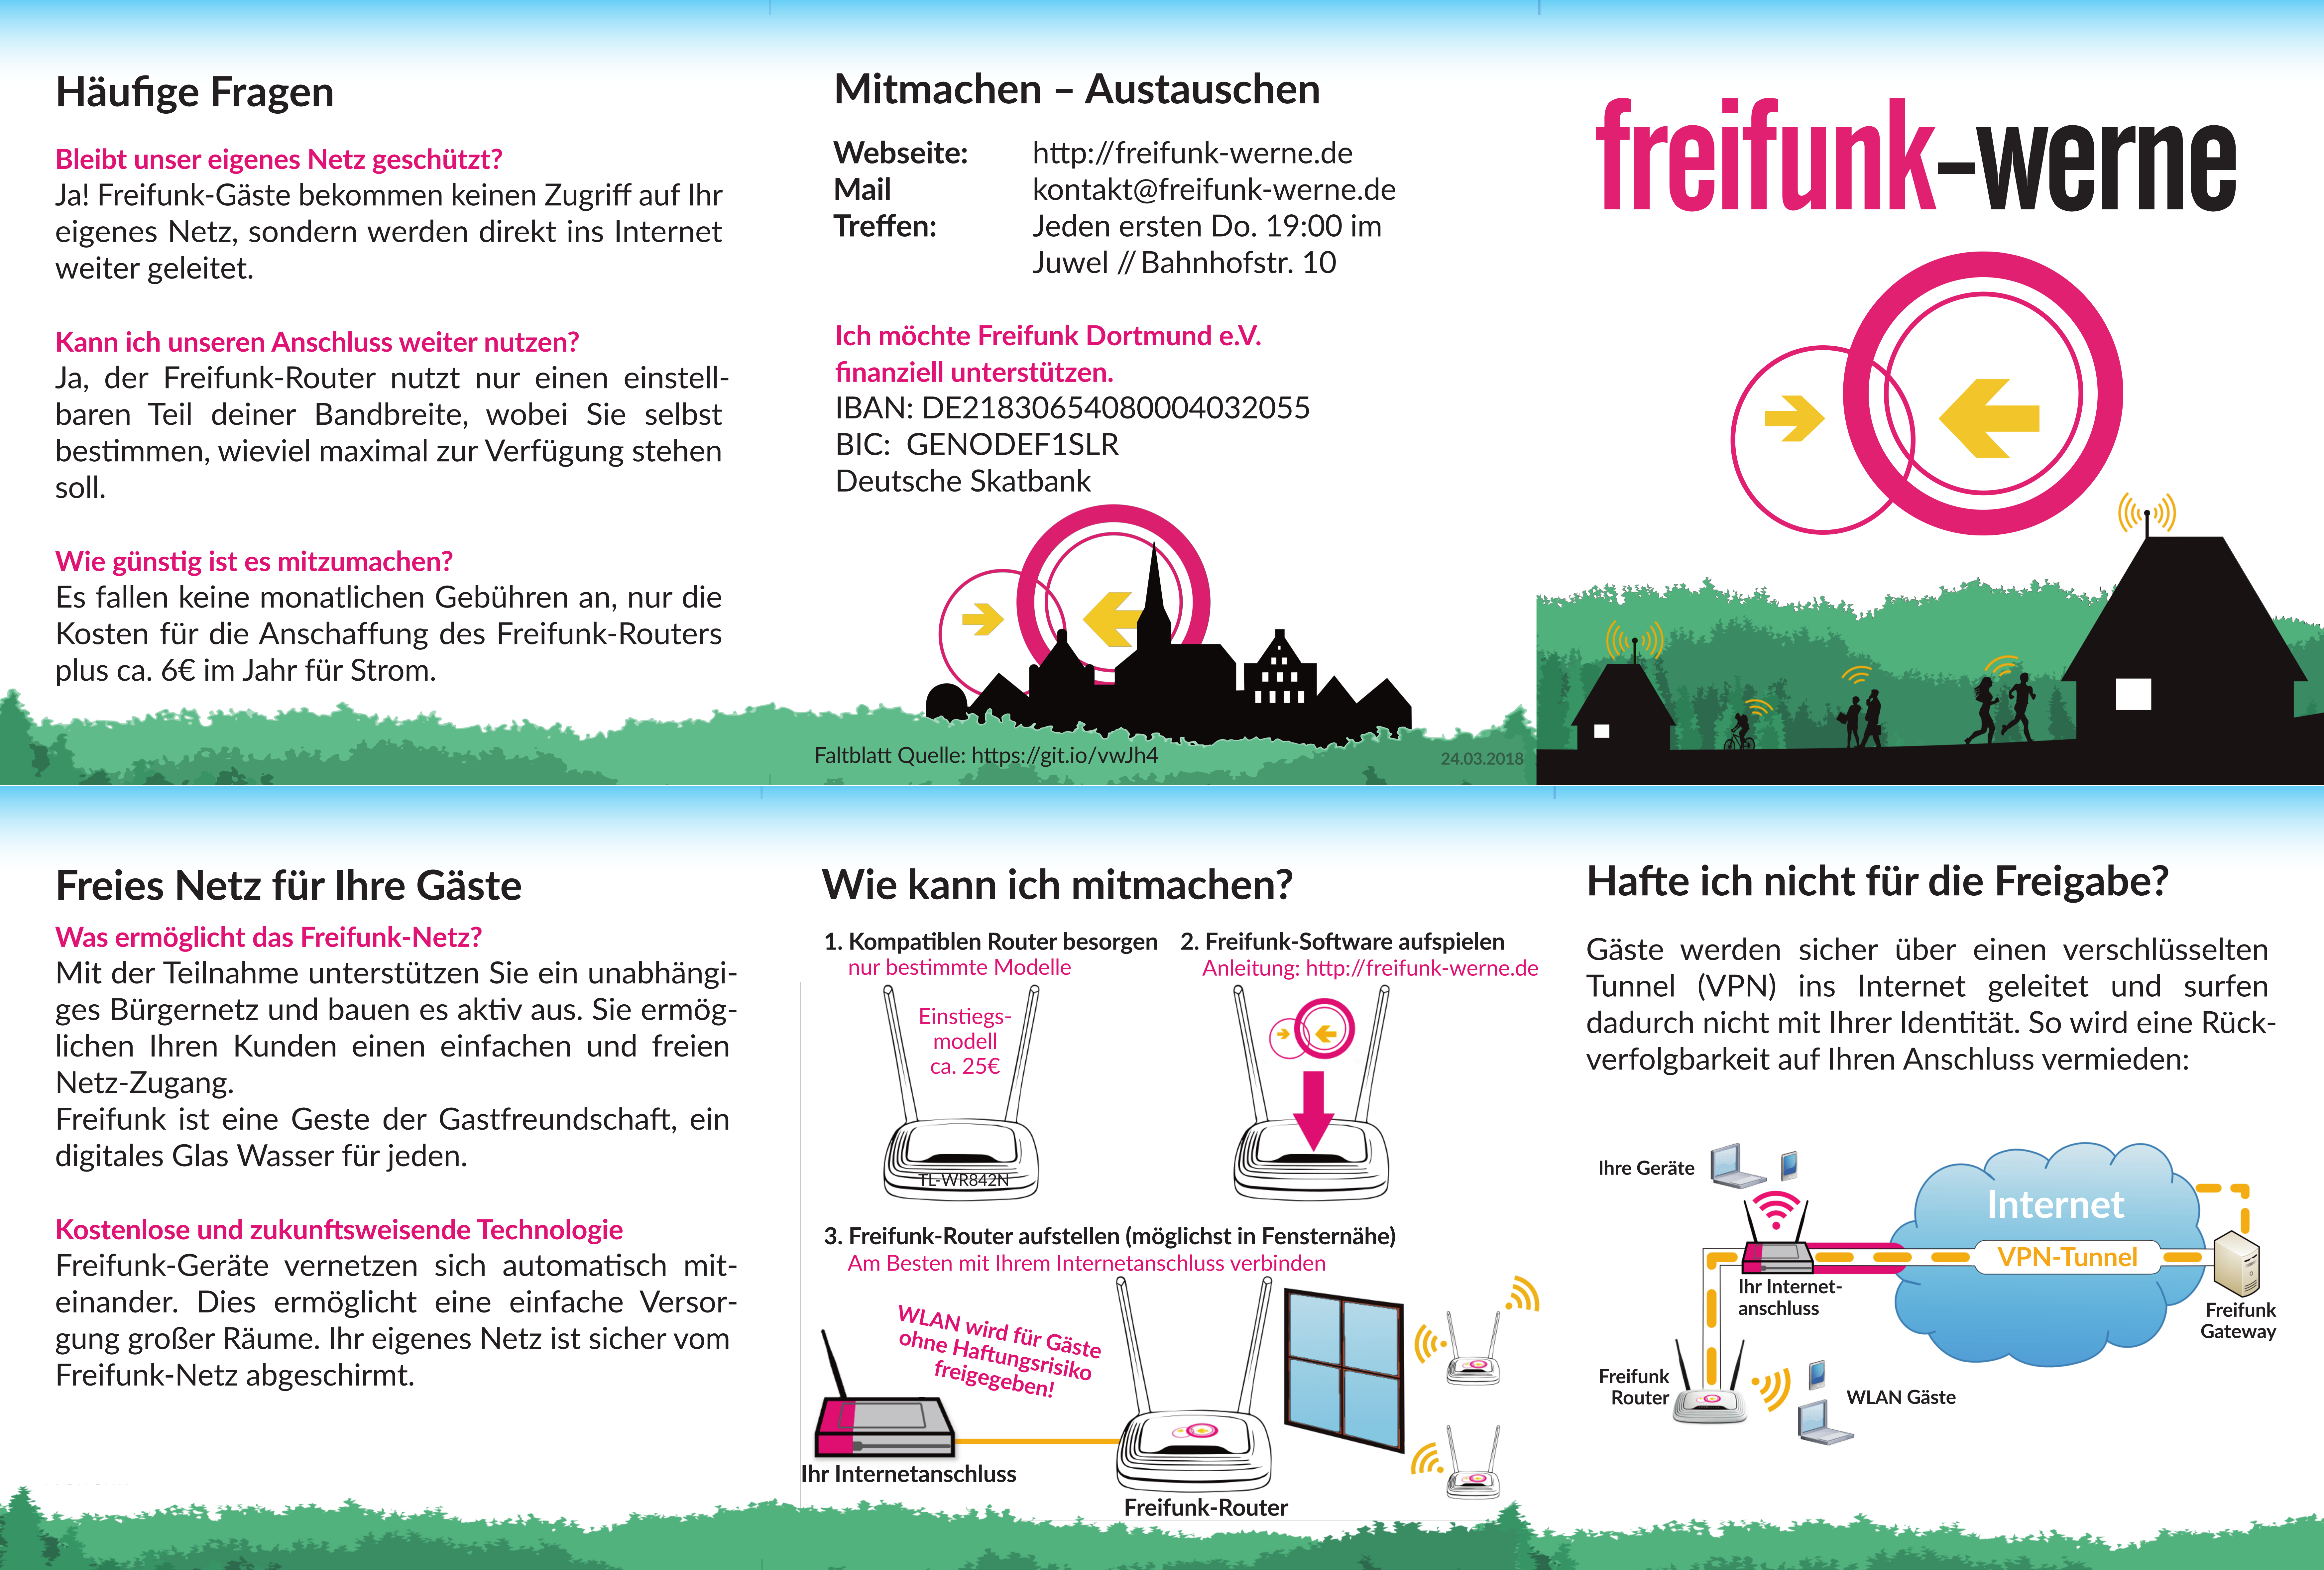 Häufige Fragen
Bleibt unser eigenes Netz geschützt?
Ja! Freifunk-Gäste bekommen keinen Zugriff auf Ihr
eigenes Netz, sondern werden direkt ins Internet
weiter geleitet.
Kann ich unseren Anschluss weiter nutzen?
Ja, der Freifunk-Router nutzt nur einen einstell-
baren Teil deiner Bandbreite, wobei Sie selbst
bestimmen, wieviel maximal zur Verfügung stehen
soll.
Wie günstig ist es mitzumachen?
Es fallen keine monatlichen Gebühren an, nur die
Kosten für die Anschaffung des Freifunk-Routers
plus ca. 6€ im Jahr für Strom.
Mitmachen – Austauschen
Webseite: http://freifunk-werne.de
Mail kontakt@freifunk-werne.de
Treffen: Jeden ersten Do. 19:00 im
Juwel // Bahnhofstr. 10
Ich möchte Freifunk Dortmund e.V.
finanziell unterstützen.
IBAN: DE21830654080004032055
BIC: GENODEF1SLR
Deutsche Skatbank
Faltblatt Quelle: https://git.io/vwJh4
24.03.2018
freifunk-werne
Freies Netz für Ihre Gäste
Was ermöglicht das Freifunk-Netz?
Mit der Teilnahme unterstützen Sie ein unabhängi-
ges Bürgernetz und bauen es aktiv aus. Sie ermög-
lichen Ihren Kunden einen einfachen und freien
Netz-Zugang.
Freifunk ist eine Geste der Gastfreundschaft, ein
digitales Glas Wasser für jeden.
Kostenlose und zukunftsweisende Technologie
Freifunk-Geräte vernetzen sich automatisch mit-
einander. Dies ermöglicht eine einfache Versor-
gung großer Räume. Ihr eigenes Netz ist sicher vom
Freifunk-Netz abgeschirmt.
Wie kann ich mitmachen?
1. Kompatiblen Router besorgen
nur bestimmte Modelle
Einstiegs-
modell
ca. 25€
TL-WR842N
2. Freifunk-Software aufspielen
Anleitung: http://freifunk-werne.de
3. Freifunk-Router aufstellen (möglichst in Fensternähe)
Am Besten mit Ihrem Internetanschluss verbinden
WLAN wird für Gäste
ohne Haftungsrisiko
freigegeben!
Ihr Internetanschluss
Freifunk-Router
Hafte ich nicht für die Freigabe?
Gäste werden sicher über einen verschlüsselten
Tunnel (VPN) ins Internet geleitet und surfen
dadurch nicht mit Ihrer Identität. So wird eine Rück-
verfolgbarkeit auf Ihren Anschluss vermieden:
Ihre Geräte
Internet
VPN-Tunnel
Ihr Internet-
anschluss
Freifunk
Gateway
Freifunk
Router
WLAN Gäste